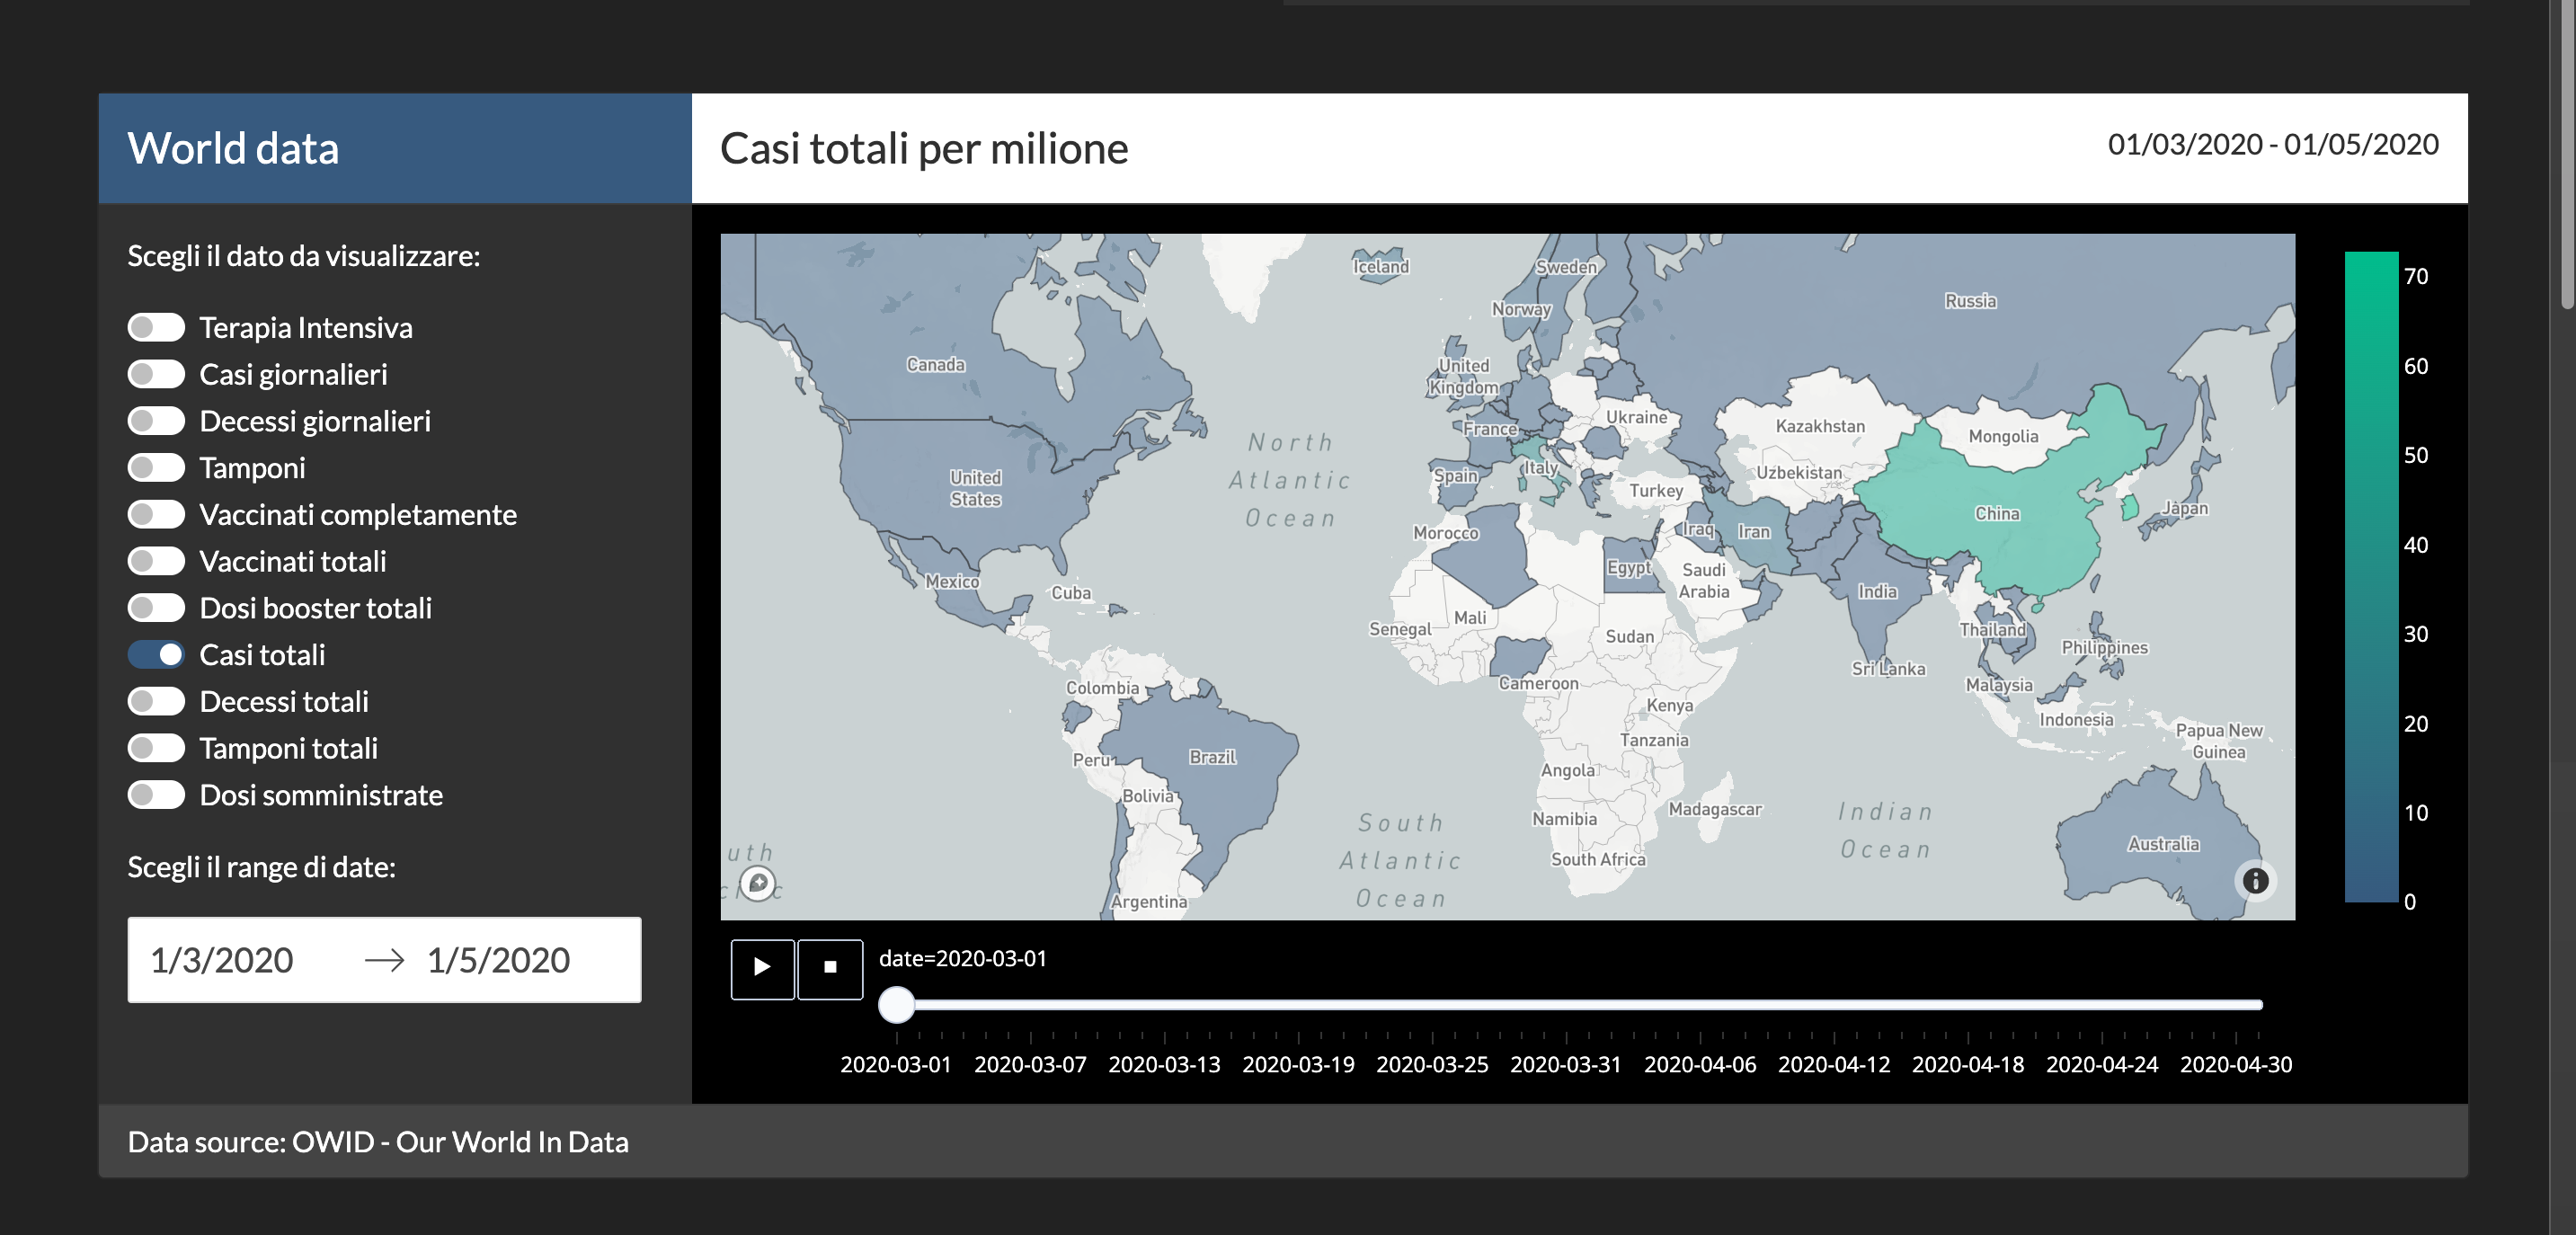 World data
Casi totali per milione
01/03/2020 - 01/05/2020
Scegli il dato da visualizzare:
Terapia Intensiva
Casi giornalieri
Decessi giornalieri
Tamponi
Vaccinati completamente
Vaccinati totali
Dosi booster totali
Casi totali
Decessi totali
Tamponi totali
Dosi somministrate
Scegli il range di date:
1/3/2020 → 1/5/2020
Iceland
Sweden
Norway
Russia
Canada
United
Kingdom
Ukraine
Kazakhstan
Mongolia
France
North
Atlantic
Ocean
United
States
Spain
Italy
Turkey
Uzbekistan
China
Japan
Morocco
Iraq
Iran
Mexico
Cuba
Egypt
Saudi
Arabia
India
Senegal
Mali
Sudan
Thailand
Philippines
Sri Lanka
Malaysia
Colombia
Cameroon
Kenya
Indonesia
Papua New
Guinea
Peru
Brazil
Tanzania
Angola
Bolivia
Madagascar
Namibia
South
Atlantic
Ocean
Indian
Ocean
South Africa
Australia
Argentina
uth
70
60
50
40
30
20
10
0
date=2020-03-01
2020-03-01 2020-03-07 2020-03-13 2020-03-19 2020-03-25 2020-03-31 2020-04-06 2020-04-12 2020-04-18 2020-04-24 2020-04-30
Data source: OWID - Our World In Data